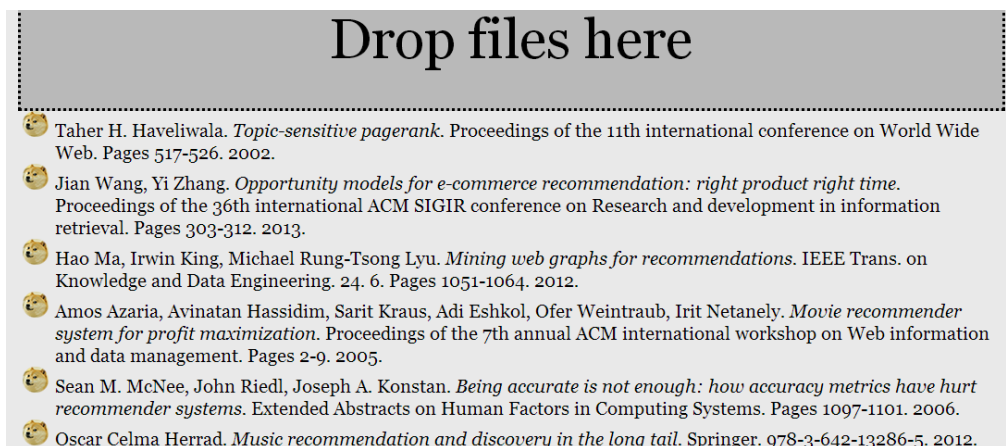 Drop files here
Taher H. Haveliwala. Topic-sensitive pagerank. Proceedings of the 11th international conference on World Wide
Web. Pages 517-526. 2002.
Jian Wang, Yi Zhang. Opportunity models for e-commerce recommendation: right product right time.
Proceedings of the 36th international ACM SIGIR conference on Research and development in information
retrieval. Pages 303-312. 2013.
Hao Ma, Irwin King, Michael Rung-Tsong Lyu. Mining web graphs for recommendations. IEEE Trans. on
Knowledge and Data Engineering. 24. 6. Pages 1051-1064. 2012.
Amos Azaria, Avinatan Hassidim, Sarit Kraus, Adi Eshkol, Ofer Weintraub, Irit Netanely. Movie recommender
system for profit maximization. Proceedings of the 7th annual ACM international workshop on Web information
and data management. Pages 2-9. 2005.
Sean M. McNee, John Riedl, Joseph A. Konstan. Being accurate is not enough: how accuracy metrics have hurt
recommender systems. Extended Abstracts on Human Factors in Computing Systems. Pages 1097-1101. 2006.
Oscar Celma Herrad. Music recommendation and discovery in the long tail. Springer. 978-3-642-13286-5. 2012.